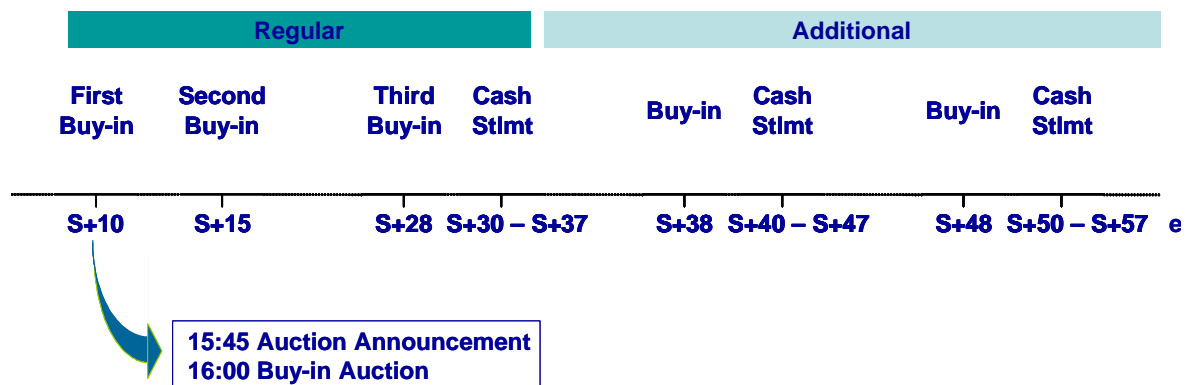 Regular Additional
First Second Third Cash Cash Cash
Buy-in Buy-in Buy-in Stlmt Buy-in Stlmt Buy-in Stlmt
S+10 S+15 S+28 S+30 – S+37 S+38 S+40 – S+47 S+48 S+50 – S+57 e
15:45 Auction Announcement
16:00 Buy-in Auction